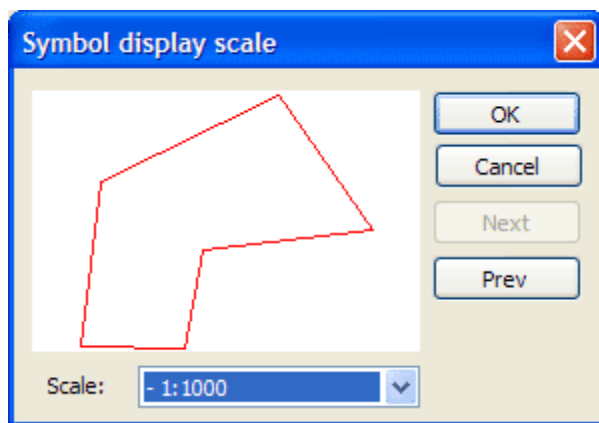 Symbol display scale
OK
Cancel
Next
Prev
Scale: - 1:1000